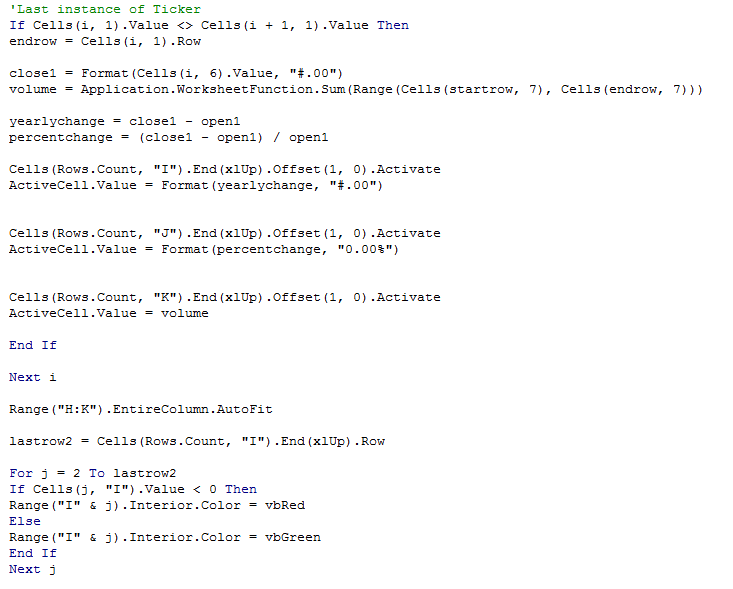 'Last instance of Ticker
If Cells(i, 1).Value <> Cells(i + 1, 1).Value Then
endrow = Cells(i, 1).Row
close1 = Format(Cells(i, 6).Value, "#.00")
volume = Application.WorksheetFunction.Sum(Range(Cells(startrow, 7), Cells(endrow, 7)))
yearlychange = close1 - open1
percentchange = (close1 - open1) / open1
Cells(Rows.Count, "I").End(xlUp).Offset(1, 0).Activate
ActiveCell.Value = Format(yearlychange, "#.00")
Cells(Rows.Count, "J").End(xlUp).Offset(1, 0).Activate
ActiveCell.Value = Format(percentchange, "0.00%")
Cells(Rows.Count, "K").End(xlUp).Offset(1, 0).Activate
ActiveCell.Value = volume
End If
Next i
Range("H:K").EntireColumn.AutoFit
lastrow2 = Cells(Rows.Count, "I").End(xlUp).Row
For j = 2 To lastrow2
If Cells(j, "I").Value < 0 Then
Range("I" & j).Interior.Color = vbRed
Else
Range("I" & j).Interior.Color = vbGreen
End If
Next j